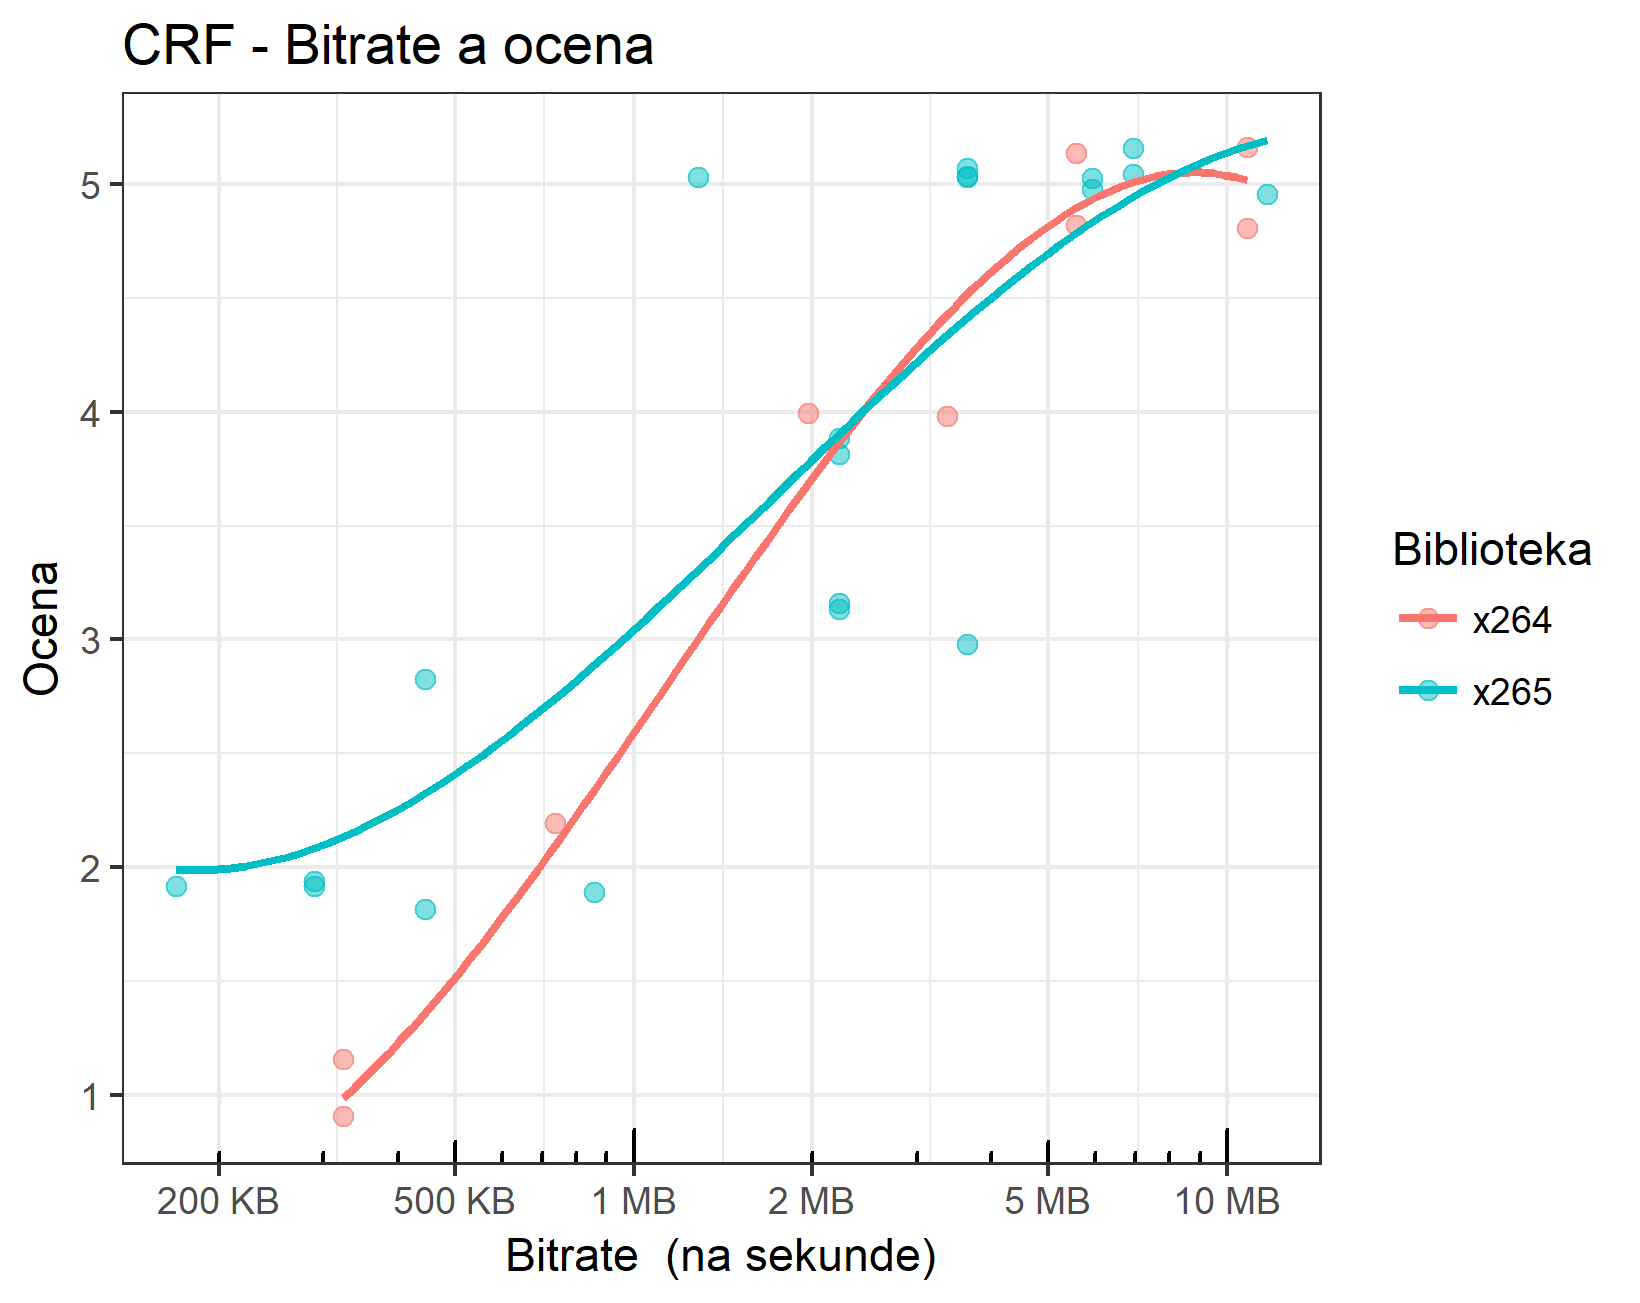 CRF - Bitrate a ocena
Ocena
5
4
3
2
1
200 KB
500 KB
1 MB
2 MB
5 MB
10 MB
Bitrate  (na sekunde)
Biblioteka
x264
x265